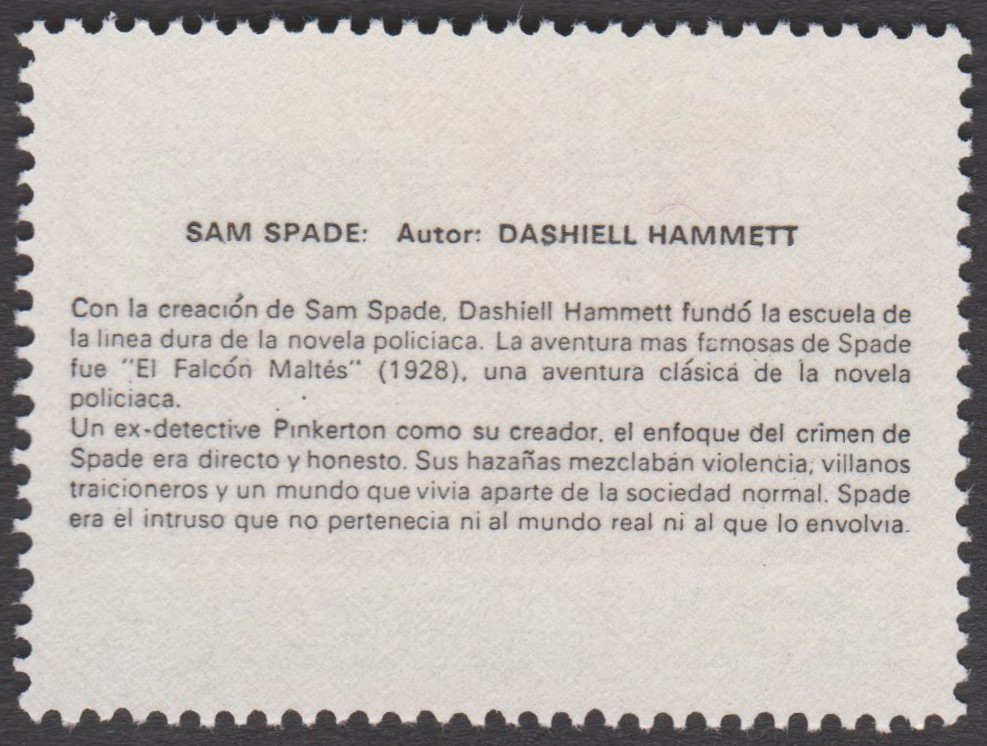 SAM SPADE: Autor: DASHIELL HAMMETT
Con la creación de Sam Spade, Dashiell Hammett fundó la escuela de
la linea dura de la novela policiaca. La aventura mas famosas de Spade
fue "El Falcón Maltés" (1928), una aventura clásica de la novela
policiaca.
Un ex-detective Pinkerton como su creador, el enfoque del crimen de
Spade era directo y honesto. Sus hazañas mezclaban violencia, villanos
traicioneros y un mundo que vivia aparte de la sociedad normal. Spade
era el intruso que no pertenecia ni al mundo real ni al que lo envolvia.